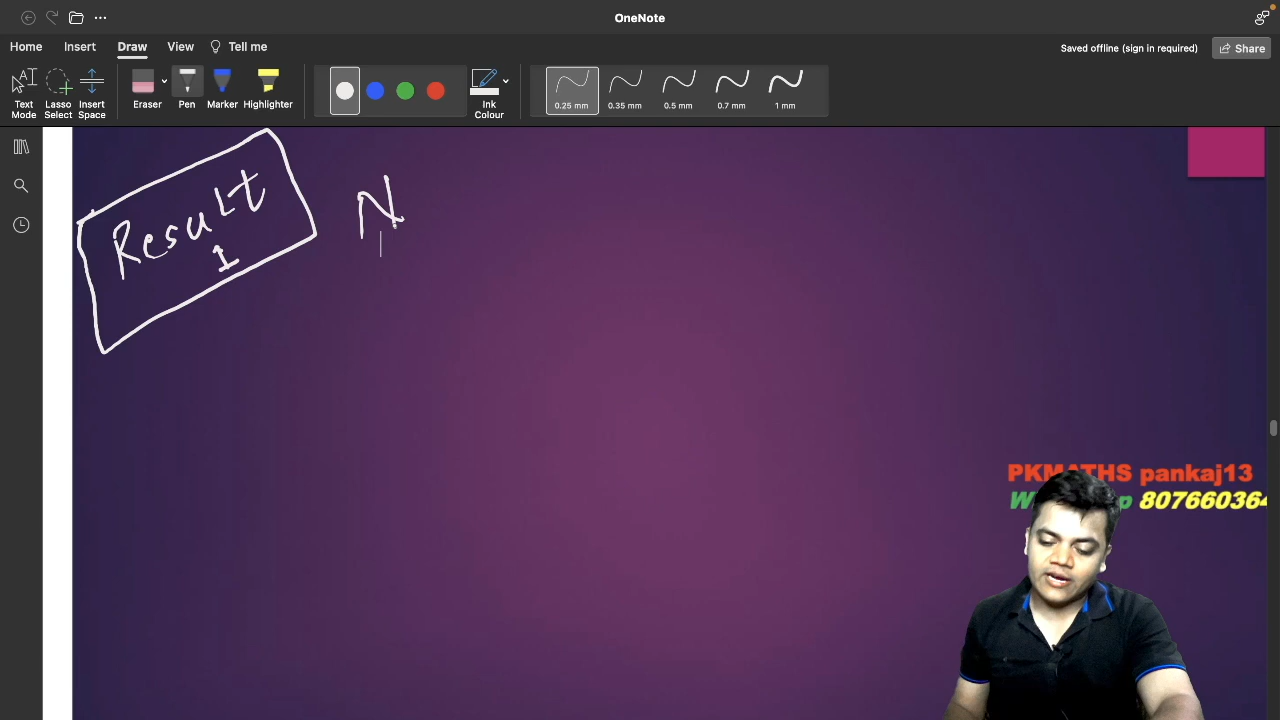 OneNote
Home Insert Draw View Tell me
Saved offline (sign in required) Share
Text Mode
Lasso Select
Insert Space
Eraser
Pen
Marker
Highlighter
Ink Colour
0.25 mm 0.35 mm 0.5 mm 0.7 mm 1 mm
Result
1
N
PKMATHS pankaj13
807660364